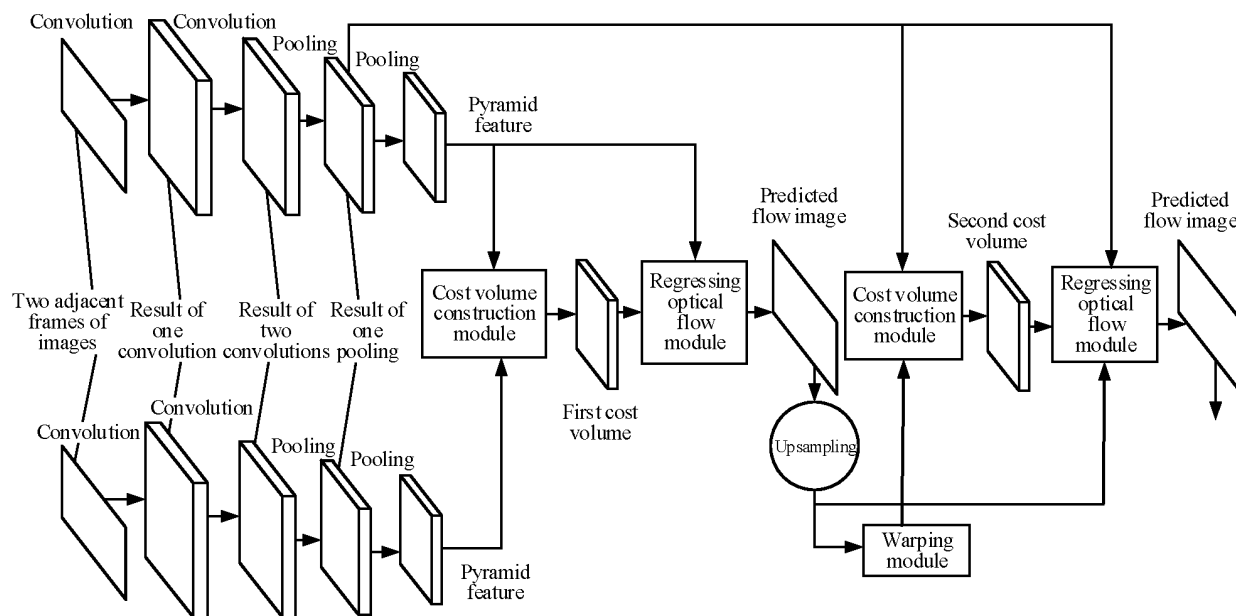 Convolution
Convolution
Pooling
Pooling
Pyramid
feature
Predicted
flow image
Second cost
volume
Predicted
flow image
Two adjacent
frames of
images
Result of
one
convolution
Result of
two
convolutions
Result of
one
pooling
Cost volume
construction
module
Regressing
optical
flow module
Cost volume
construction
module
Regressing
optical
flow
module
First cost
volume
Convolution
Convolution
Pooling
Pooling
Upsampling
Warping
module
Pyramid
feature